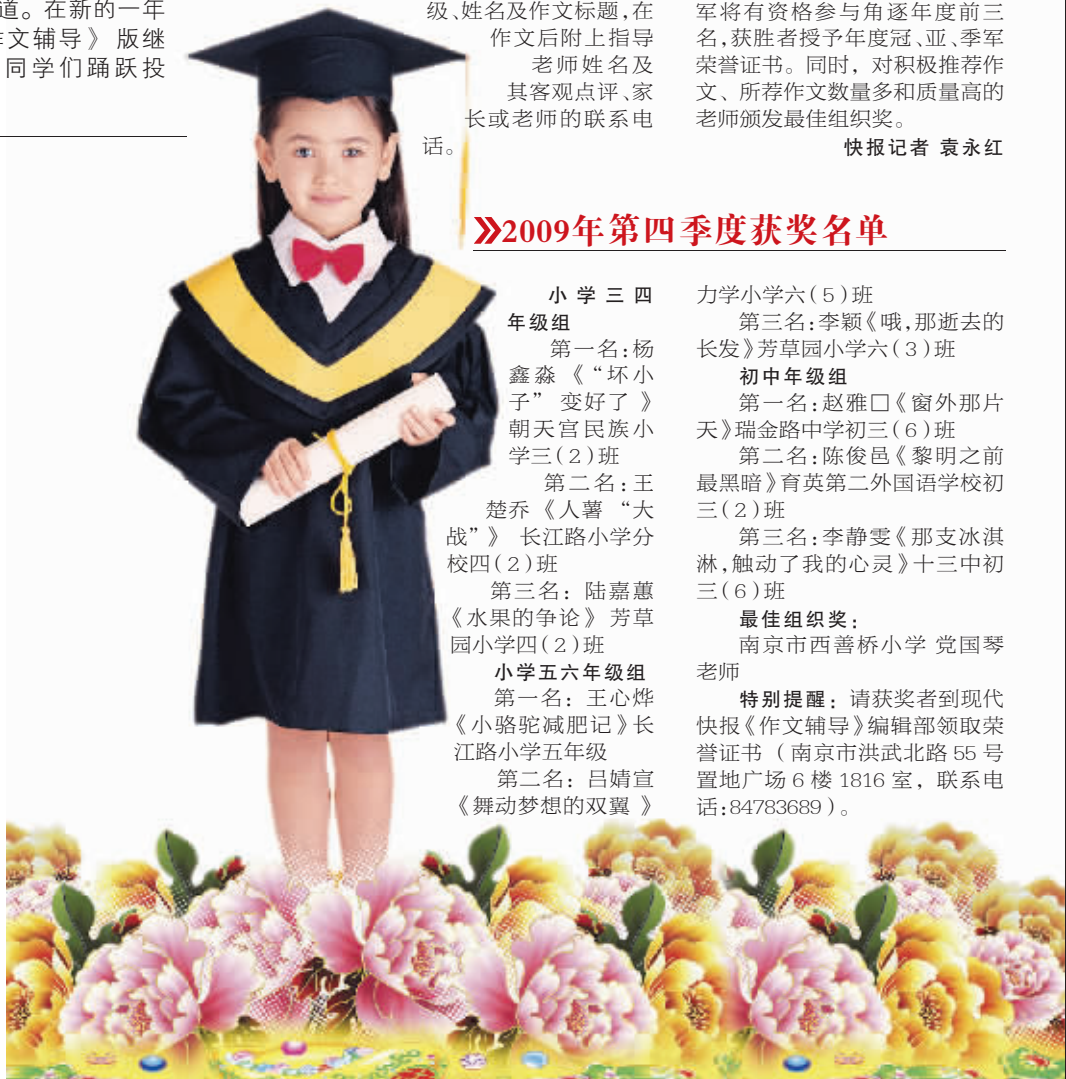 道。在新的一年
作文辅导》 版继
同学们踊跃投
级、姓名及作文标题,在
作文后附上指导
老师姓名及
其客观点评、家
长或老师的联系电
话。
军将有资格参与角逐年度前三
名,获胜者授予年度冠、亚、季军
荣誉证书。同时，对积极推荐作
文、所荐作文数量多和质量高的
老师颁发最佳组织奖。
快报记者 袁永红
2009年第四季度获奖名单
小学三四
年级组
第一名:杨
鑫淼《“坏小
子”变好了》
朝天宫民族小
学三(2)班
第二名:王
楚乔《人薯“大
战”》 长江路小学分
校四(2)班
第三名：陆嘉蕙
《水果的争论》 芳草
园小学四(2)班
小学五六年级组
第一名：王心烨
《小骆驼减肥记》长
江路小学五年级
第二名：吕婧宣
《舞动梦想的双翼 》
力学小学六(5)班
第三名:李颖《哦,那逝去的
长发》芳草园小学六(3)班
初中年级组
第一名:赵雅□《窗外那片
天》瑞金路中学初三(6)班
第二名:陈俊邑《黎明之前
最黑暗》育英第二外国语学校初
三(2)班
第三名:李静雯《那支冰淇
淋,触动了我的心灵》十三中初
三(6)班
最佳组织奖：
南京市西善桥小学 党国琴
老师
特别提醒：请获奖者到现代
快报《作文辅导》编辑部领取荣
誉证书（南京市洪武北路 55 号
置地广场 6 楼 1816 室，联系电
话:84783689）。